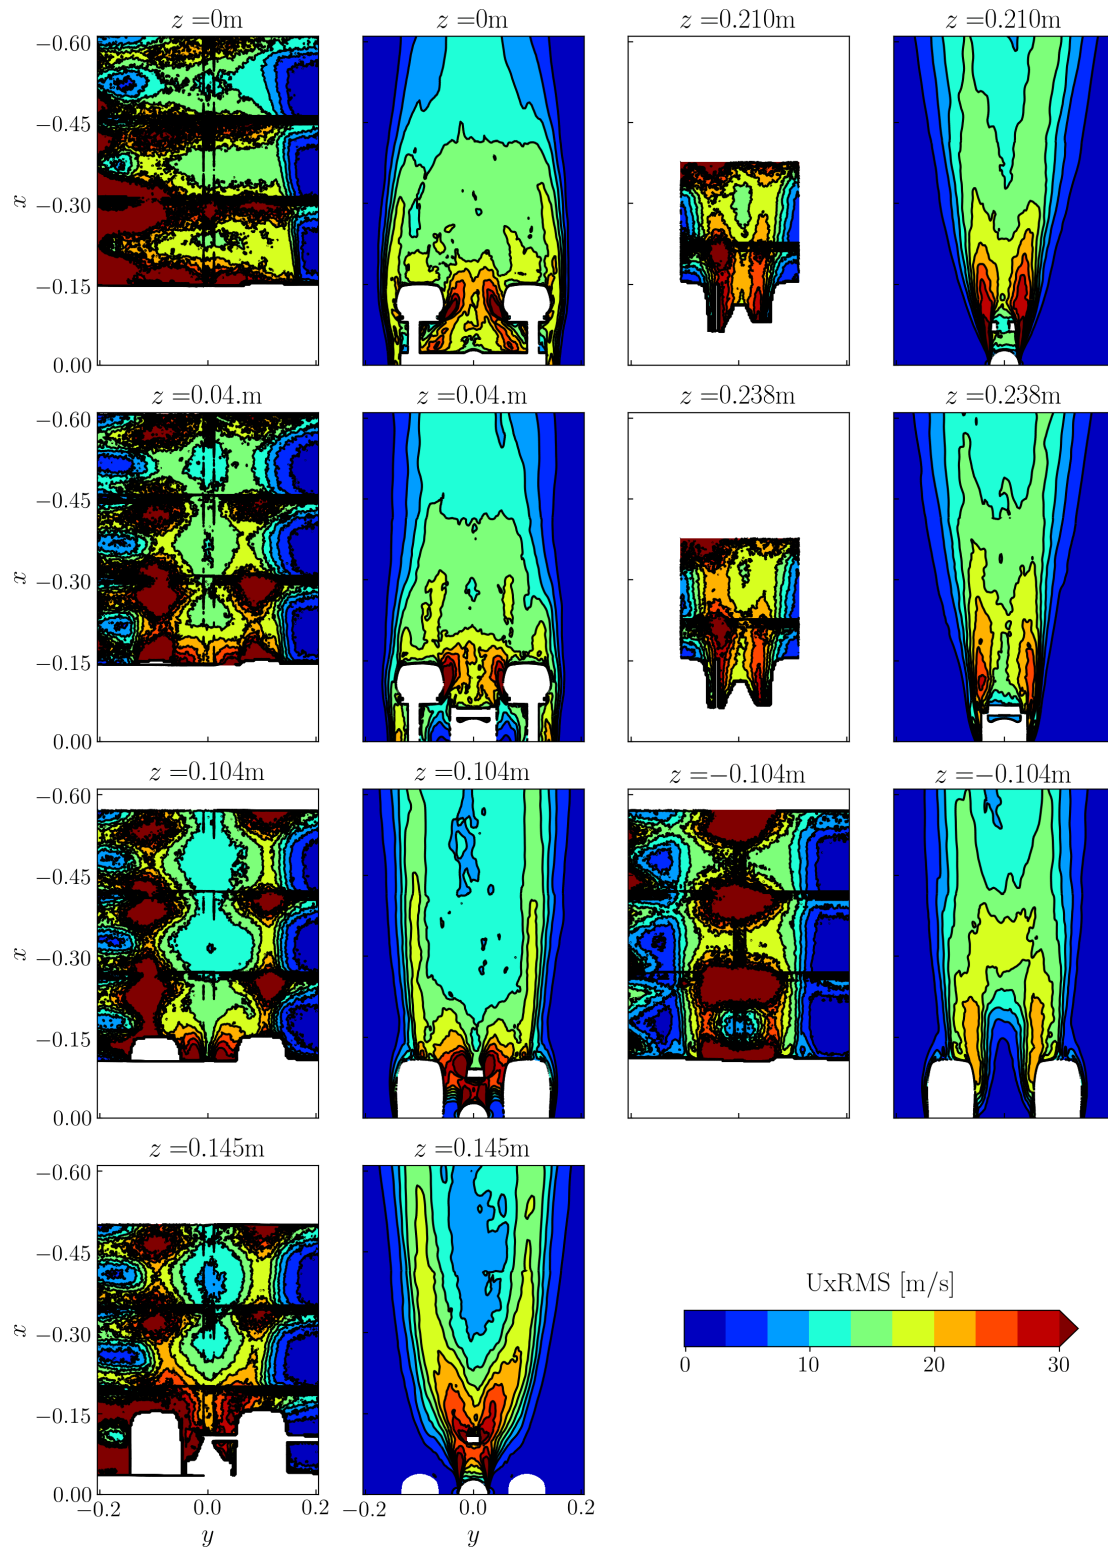 z =0m z =0m z =0.210m z =0.210m
−0.60
−0.45
x
−0.30
−0.15
0.00
z =0.04.m z =0.04.m z =0.238m z =0.238m
−0.60
−0.45
x
−0.30
−0.15
0.00
z =0.104m z =0.104m z =−0.104m z =−0.104m
−0.60
−0.45
x
−0.30
−0.15
0.00
z =0.145m z =0.145m
−0.60
−0.45
x
−0.30
−0.15
0.00
−0.2 0.0 0.2 −0.2 0.0 0.2
y y
UxRMS [m/s]
0 10 20 30